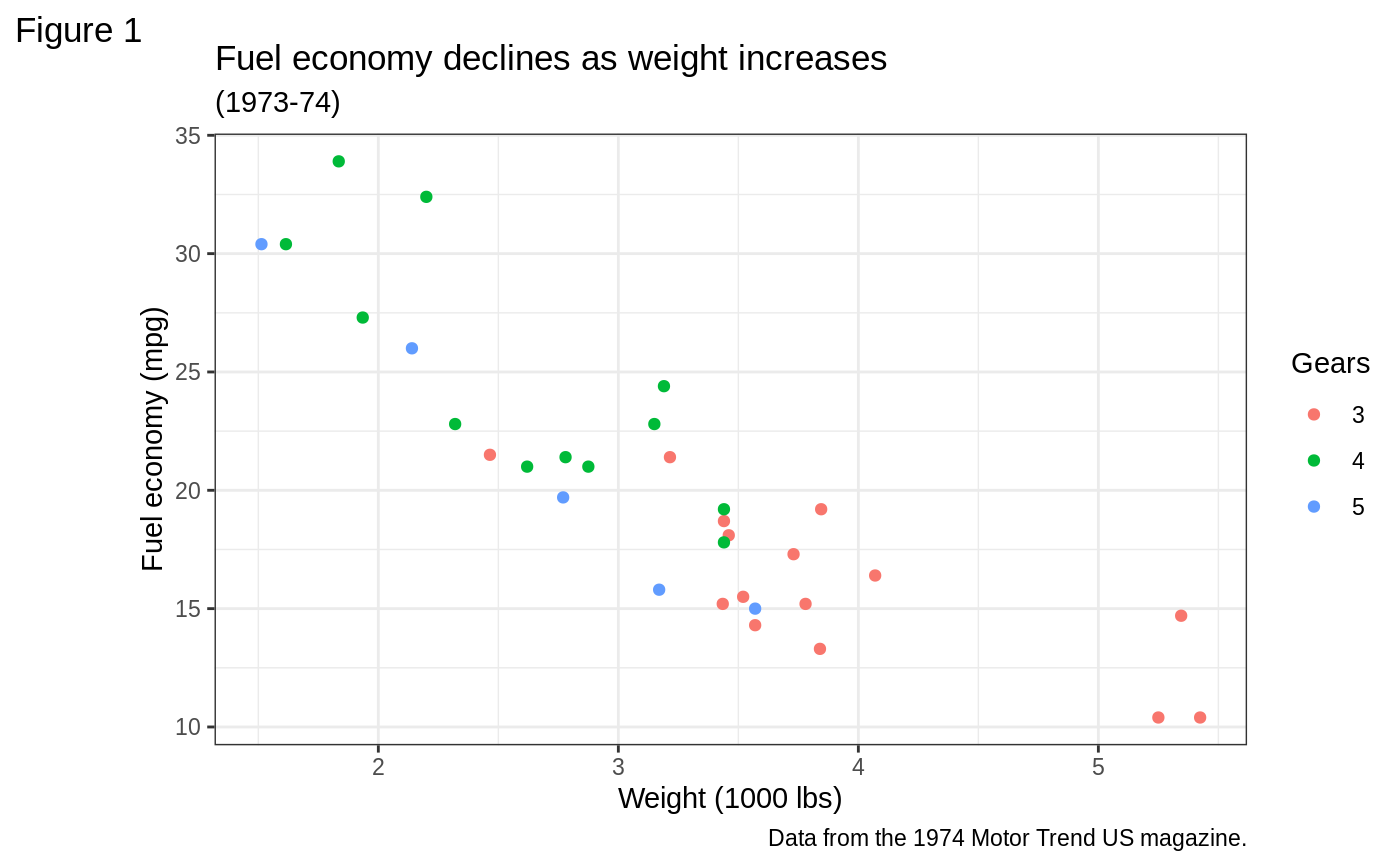 Figure 1
Fuel economy declines as weight increases
(1973-74)
35
30
25
20
15
10
Fuel economy (mpg)
2 3 4 5
Weight (1000 lbs)
Gears
3
4
5
Data from the 1974 Motor Trend US magazine.